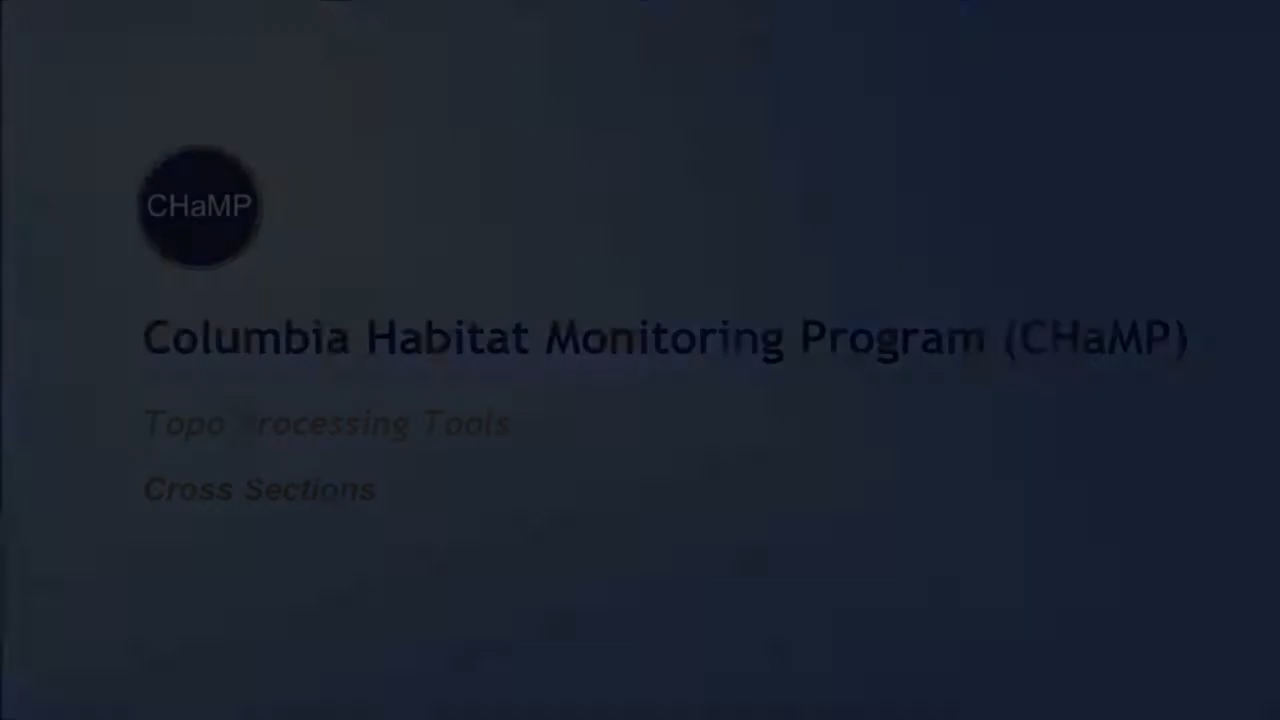 CHaMP
Columbia Habitat Monitoring Program (CHaMP)
Topo Processing Tools
Cross Sections